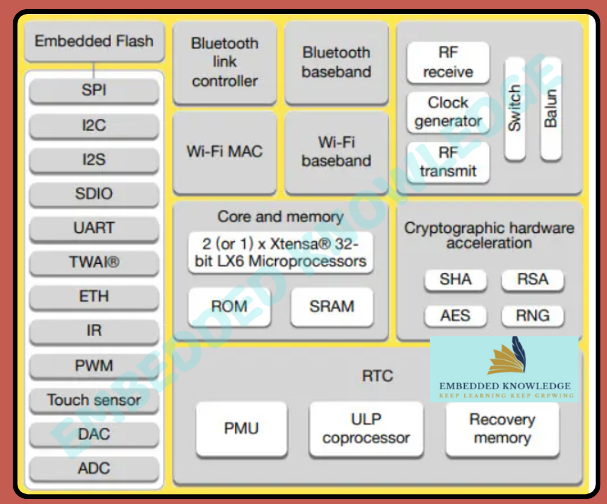 Embedded Flash
SPI
I2C
I2S
SDIO
UART
TWAI®
ETH
IR
PWM
Touch sensor
DAC
ADC
Bluetooth
link
controller
Bluetooth
baseband
Wi-Fi MAC
Wi-Fi
baseband
RF
receive
Clock
generator
RF
transmit
Switch
Balun
Core and memory
2 (or 1) x Xtensa® 32-
bit LX6 Microprocessors
ROM
SRAM
Cryptographic hardware
acceleration
SHA
RSA
AES
RNG
RTC
PMU
ULP
coprocessor
Recovery
memory
EMBEDDED KNOWLEDGE
KEEP LEARNING KEEP GRPWING
EMBEDDED KNOWLEDGE